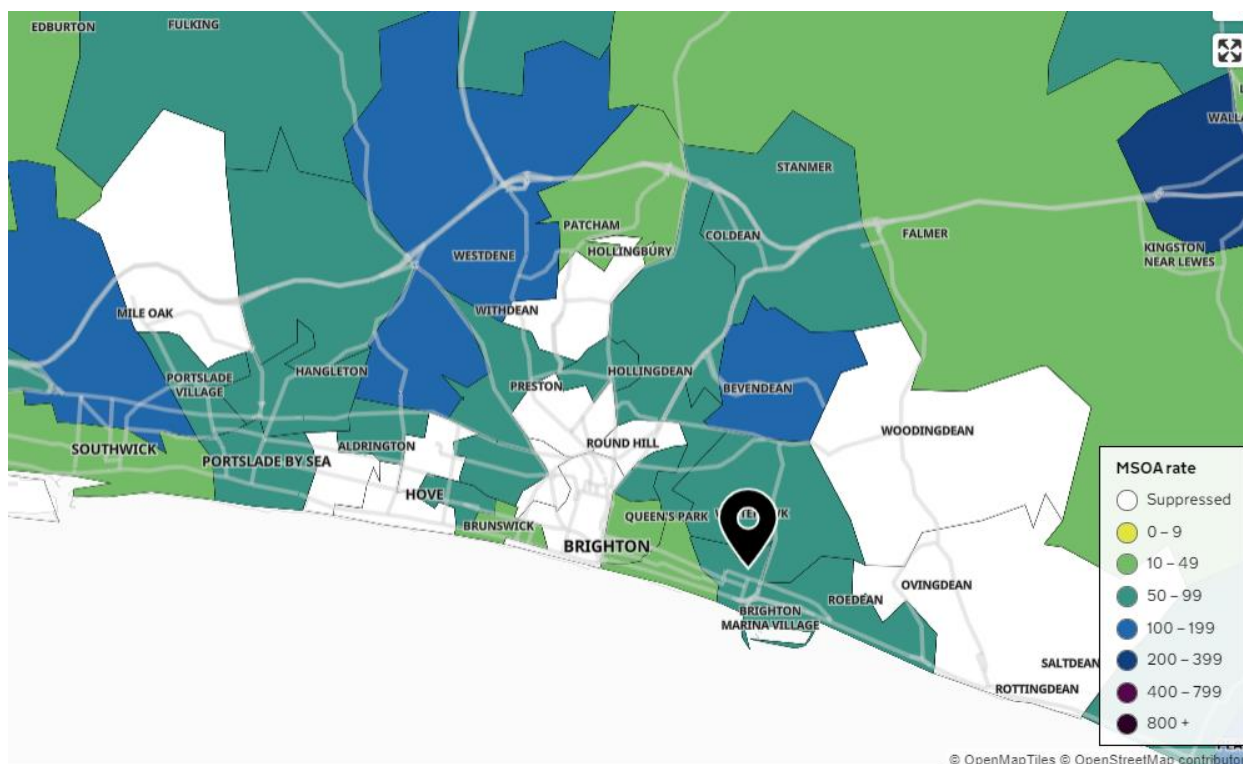 EDBURTON
FULKING
STANMER
WALLA
PATCHAM
COLDEAN
FALMER
HOLLINGBURY
WESTDENE
KINGSTON
NEAR LEWES
MILE OAK
WITHDEAN
PORTSLADE
VILLAGE
HANGLETON
PRESTON
HOLLINGDEAN
BEVENDEAN
WOODINGDEAN
SOUTHWICK
PORTSLADE BY SEA
ALDRINGTON
ROUND HILL
HOVE
BRUNSWICK
QUEEN'S PARK
BRIGHTON
OVINGDEAN
ROEDEAN
BRIGHTON
MARINA VILLAGE
SALTDEAN
ROTTINGDEAN
MSOA rate
Suppressed
0 – 9
10 – 49
50 – 99
100 – 199
200 – 399
400 – 799
800 +
© OpenMapTiles © OpenStreetMap contributor